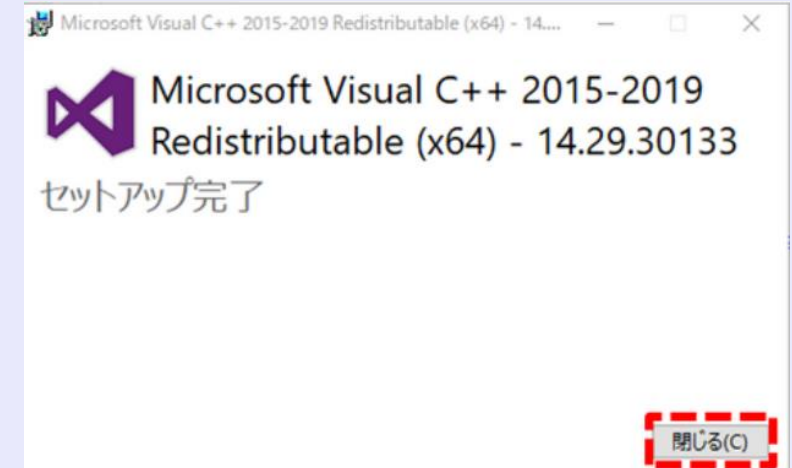 Microsoft Visual C++ 2015-2019 Redistributable (x64) - 14....
Microsoft Visual C++ 2015-2019
Redistributable (x64) - 14.29.30133
セットアップ完了
閉じる(C)